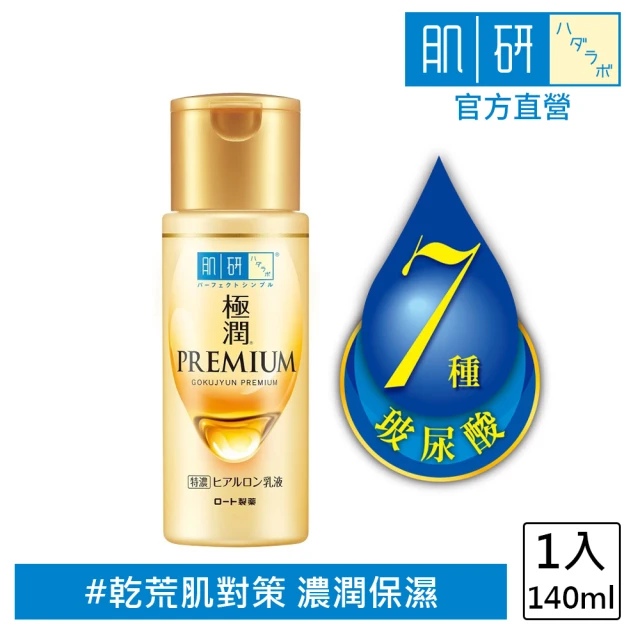 肌|研
ハダラボ
官方直營
肌|研
ハダラボ
®
パーフェクトシンプル
極
潤®
PREMIUM
GOKUJYUN PREMIUM
特濃 ヒアルロン乳液
ロート製薬
7
種
玻尿酸
#乾荒肌對策 濃潤保濕
1入
140ml